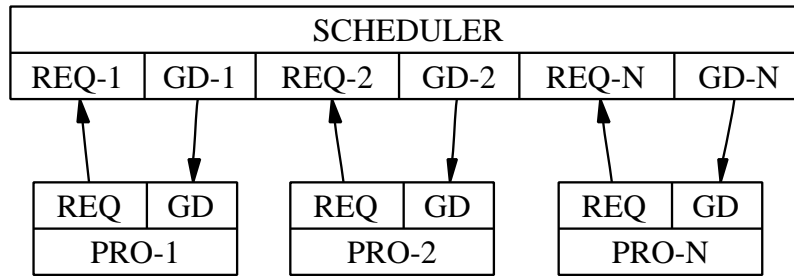 SCHEDULER
REQ-1 GD-1 REQ-2 GD-2 REQ-N GD-N
REQ GD REQ GD REQ GD
PRO-1 PRO-2 PRO-N